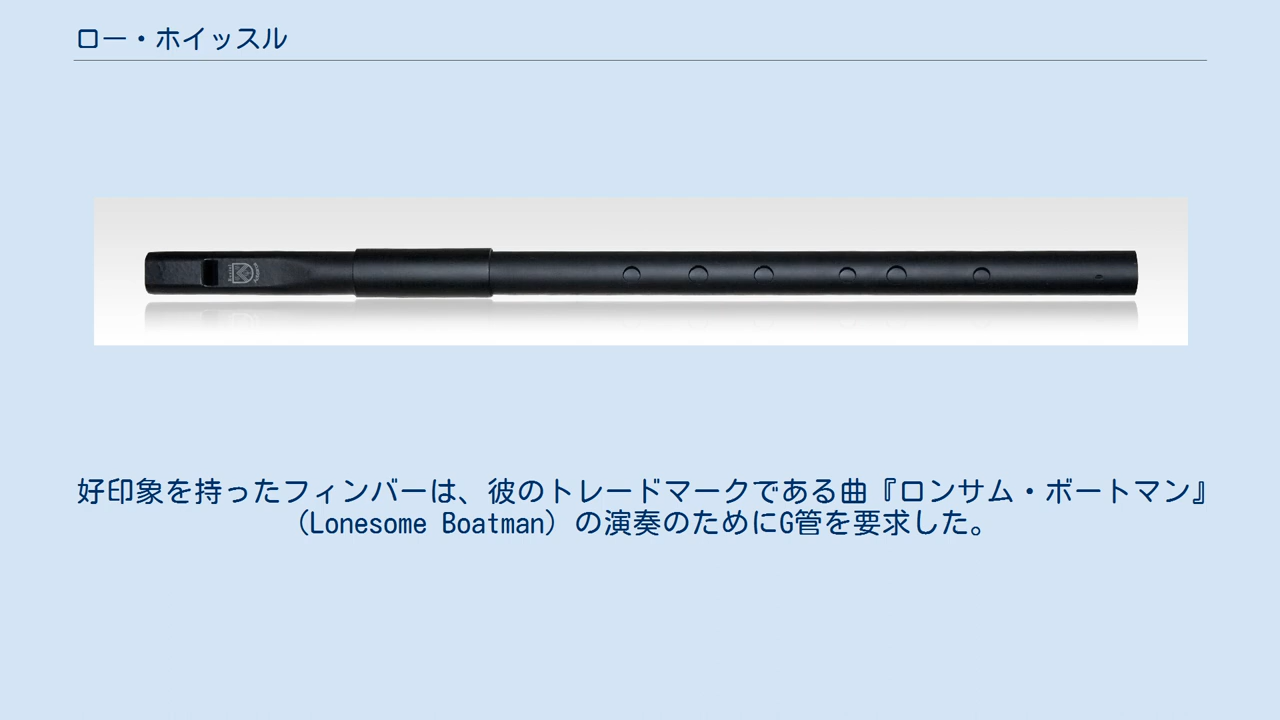 ロー・ホイッスル
好印象を持ったフィンバーは、彼のトレードマークである曲『ロンサム・ボートマン』
（Lonesome Boatman）の演奏のためにG管を要求した。